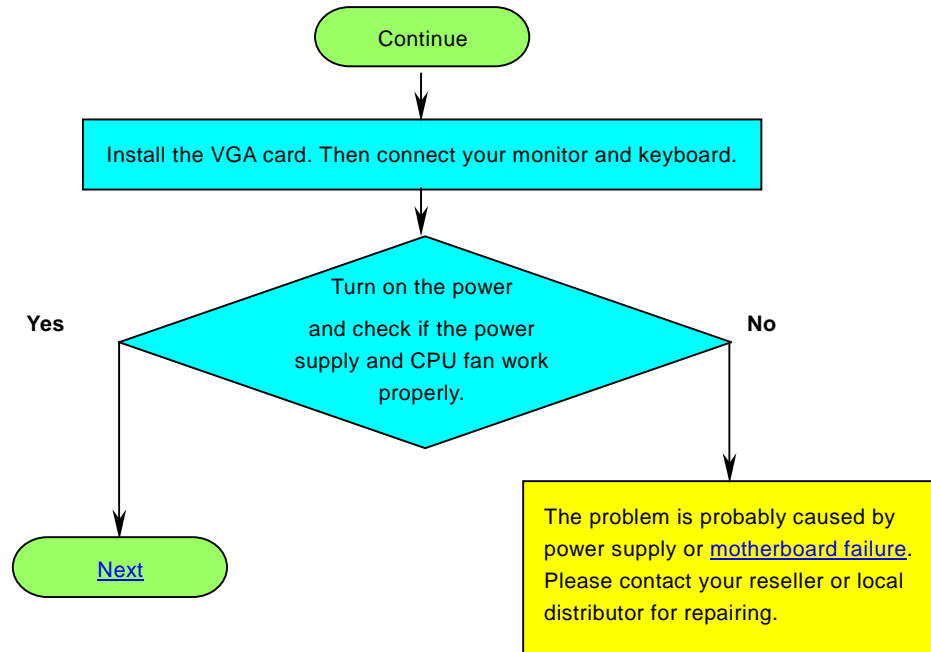 Continue
Install the VGA card. Then connect your monitor and keyboard.
Turn on the power
and check if the power
supply and CPU fan work
properly.
Yes
No
Next
The problem is probably caused by
power supply or motherboard failure.
Please contact your reseller or local
distributor for repairing.